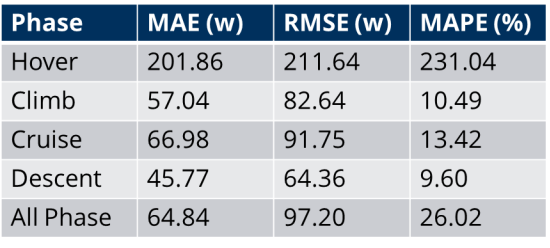 Phase MAE (w) RMSE (w) MAPE (%)
Hover 201.86 211.64 231.04
Climb 57.04 82.64 10.49
Cruise 66.98 91.75 13.42
Descent 45.77 64.36 9.60
All Phase 64.84 97.20 26.02